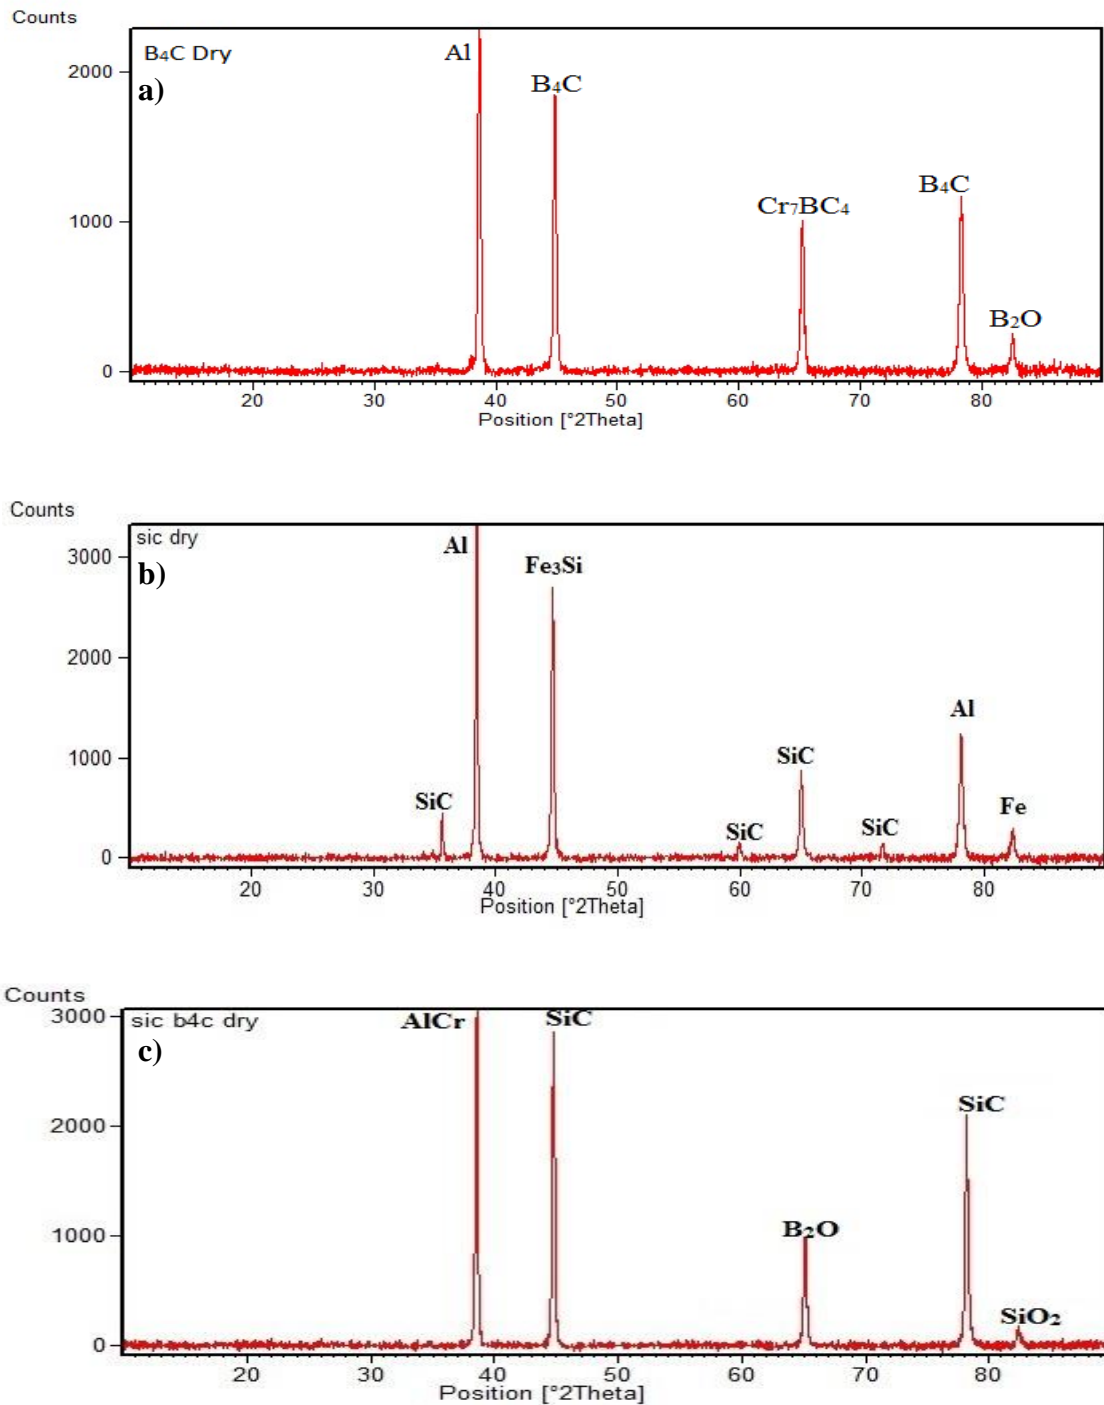 Counts
B₄C Dry
a)
Al
B₄C
Cr₇BC₄
B₄C
B₂O
2000
1000
0
20 30 40 50 60 70 80
Position [°2Theta]
Counts
sic dry
b)
Al
Fe₃Si
SiC
SiC
SiC
SiC
Al
Fe
3000
2000
1000
0
20 30 40 50 60 70 80
Position [°2Theta]
Counts
sic b4c dry
c)
AlCr
SiC
B₂O
SiC
SiO₂
3000
2000
1000
0
20 30 40 50 60 70 80
Position [°2Theta]